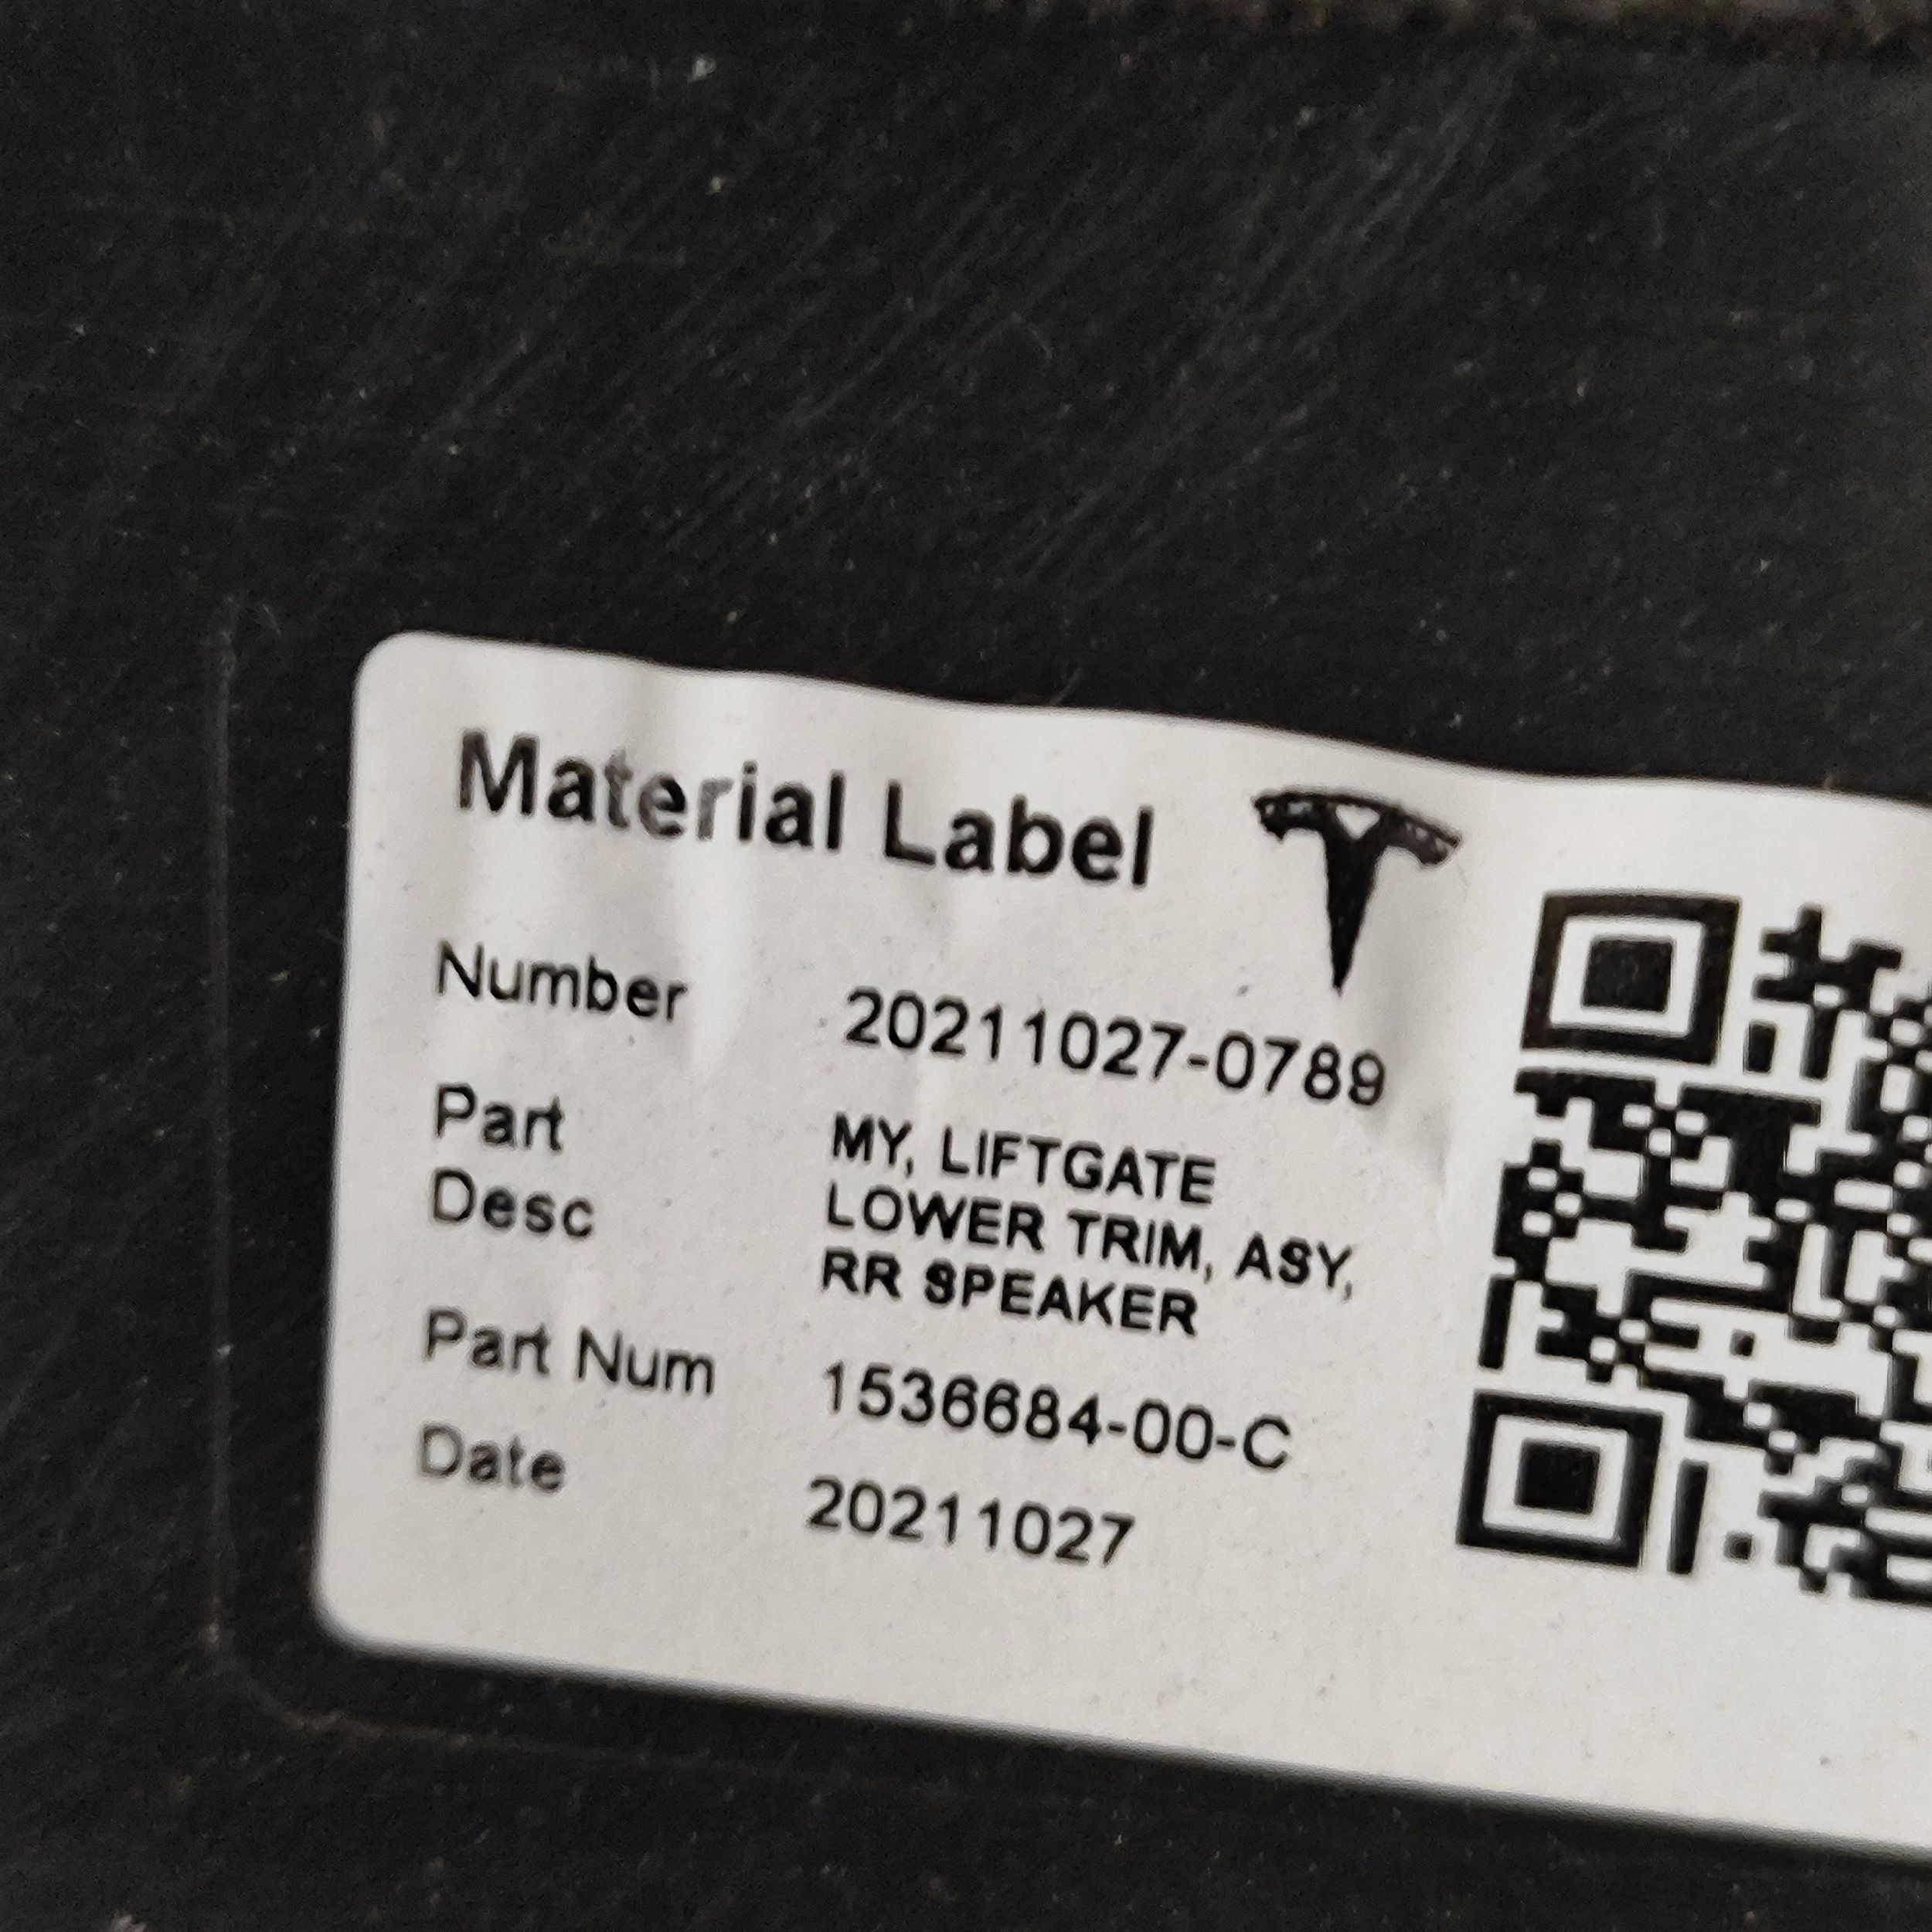 Material Label
Number 20211027-0789
Part MY, LIFTGATE
Desc LOWER TRIM, ASY,
RR SPEAKER
Part Num 1536684-00-C
Date 20211027